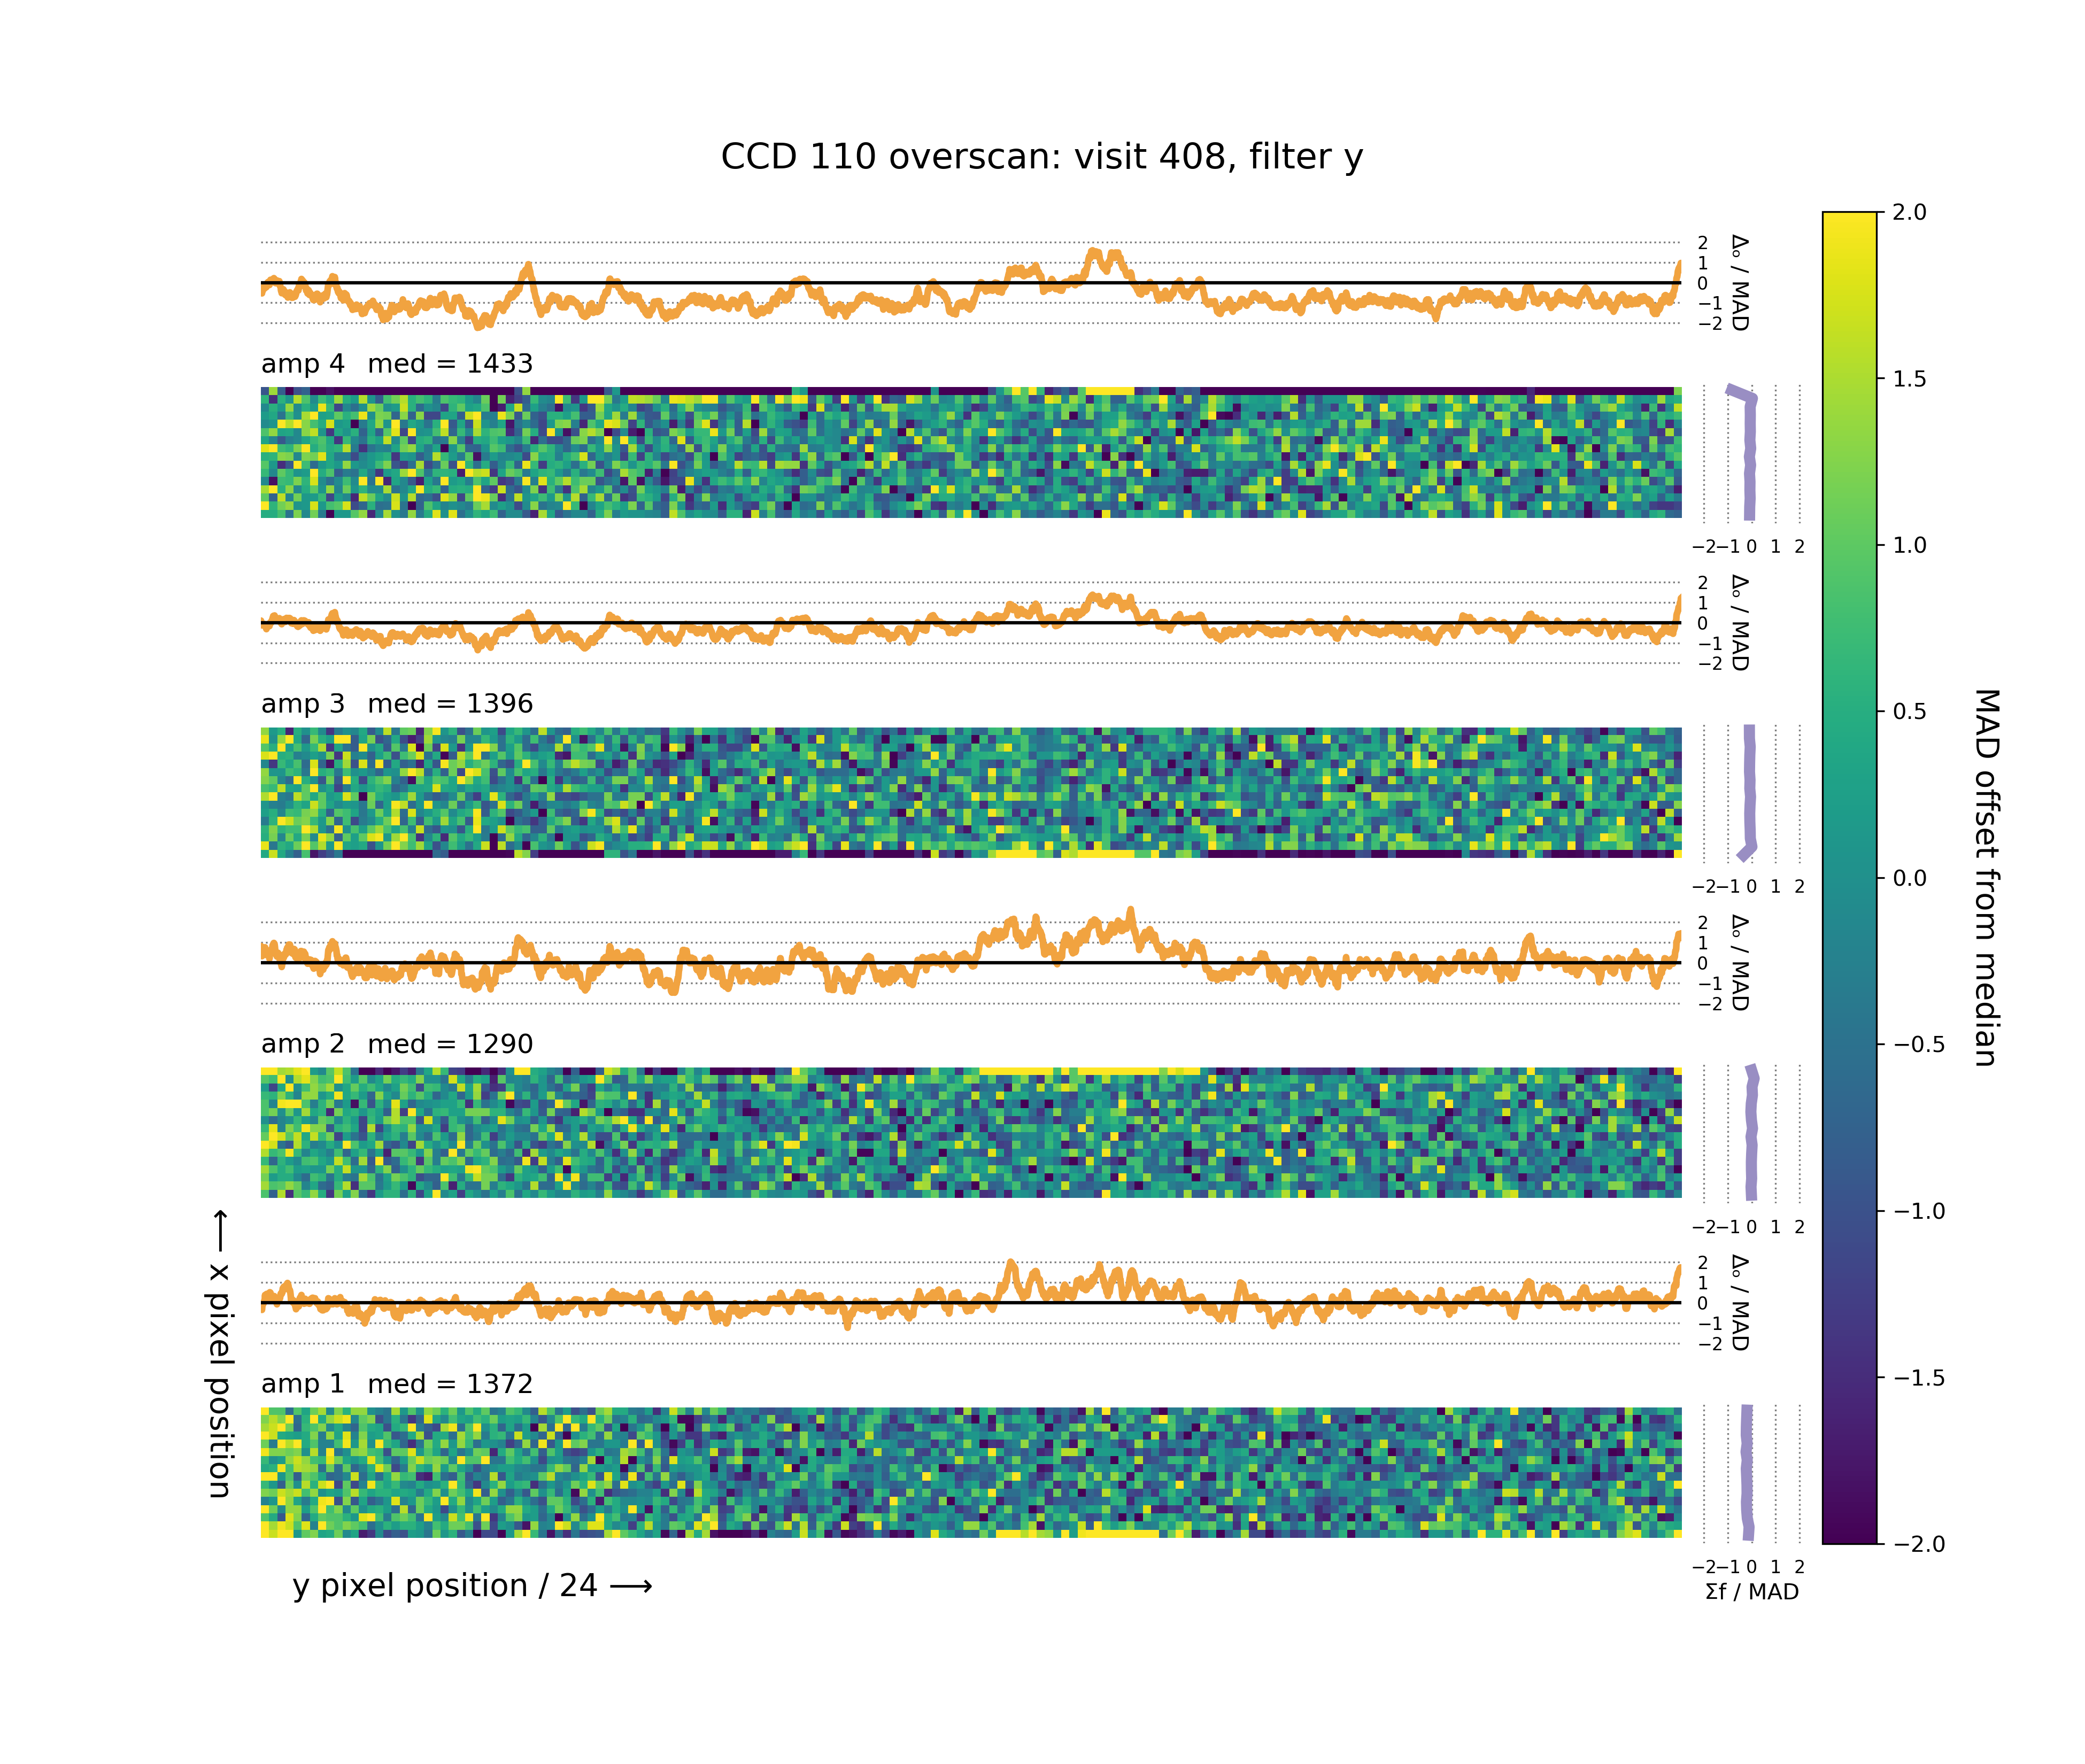 CCD 110 overscan: visit 408, filter y
2
1
0
−1
−2
Δₒ / MAD
amp 4 med = 1433
−2 −1 0 1 2
2
1
0
−1
−2
Δₒ / MAD
amp 3 med = 1396
−2 −1 0 1 2
2
1
0
−1
−2
Δₒ / MAD
amp 2 med = 1290
−2 −1 0 1 2
2
1
0
−1
−2
Δₒ / MAD
amp 1 med = 1372
−2 −1 0 1 2
Σf / MAD
y pixel position / 24 ⟶
⟵ x pixel position
2.0
1.5
1.0
0.5
0.0
−0.5
−1.0
−1.5
−2.0
MAD offset from median